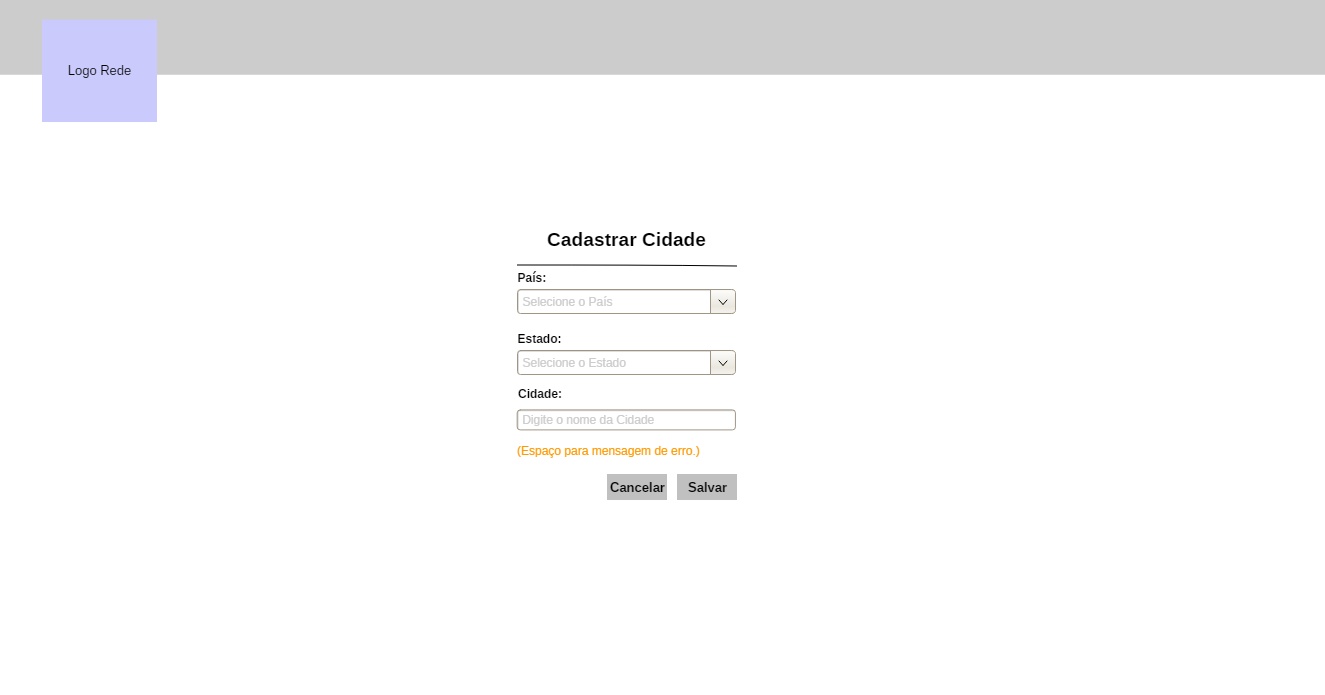 Logo Rede
Cadastrar Cidade
País:
Selecione o País
Estado:
Selecione o Estado
Cidade:
Digite o nome da Cidade
(Espaço para mensagem de erro.)
Cancelar Salvar